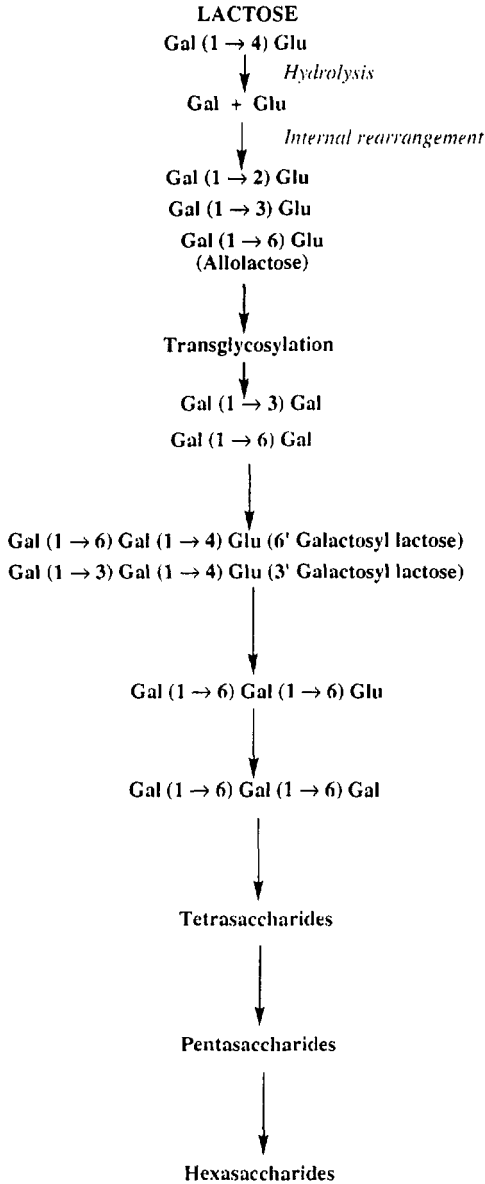 LACTOSE
Gal (1 → 4) Glu
Hydrolysis
Gal + Glu
Internal rearrangement
Gal (1 → 2) Glu
Gal (1 → 3) Glu
Gal (1 → 6) Glu
(Allolactose)
Transglycosylation
Gal (1 → 3) Gal
Gal (1 → 6) Gal
Gal (1 → 6) Gal (1 → 4) Glu (6' Galactosyl lactose)
Gal (1 → 3) Gal (1 → 4) Glu (3' Galactosyl lactose)
Gal (1 → 6) Gal (1 → 6) Glu
Gal (1 → 6) Gal (1 → 6) Gal
Tetrasaccharides
Pentasaccharides
Hexasaccharides